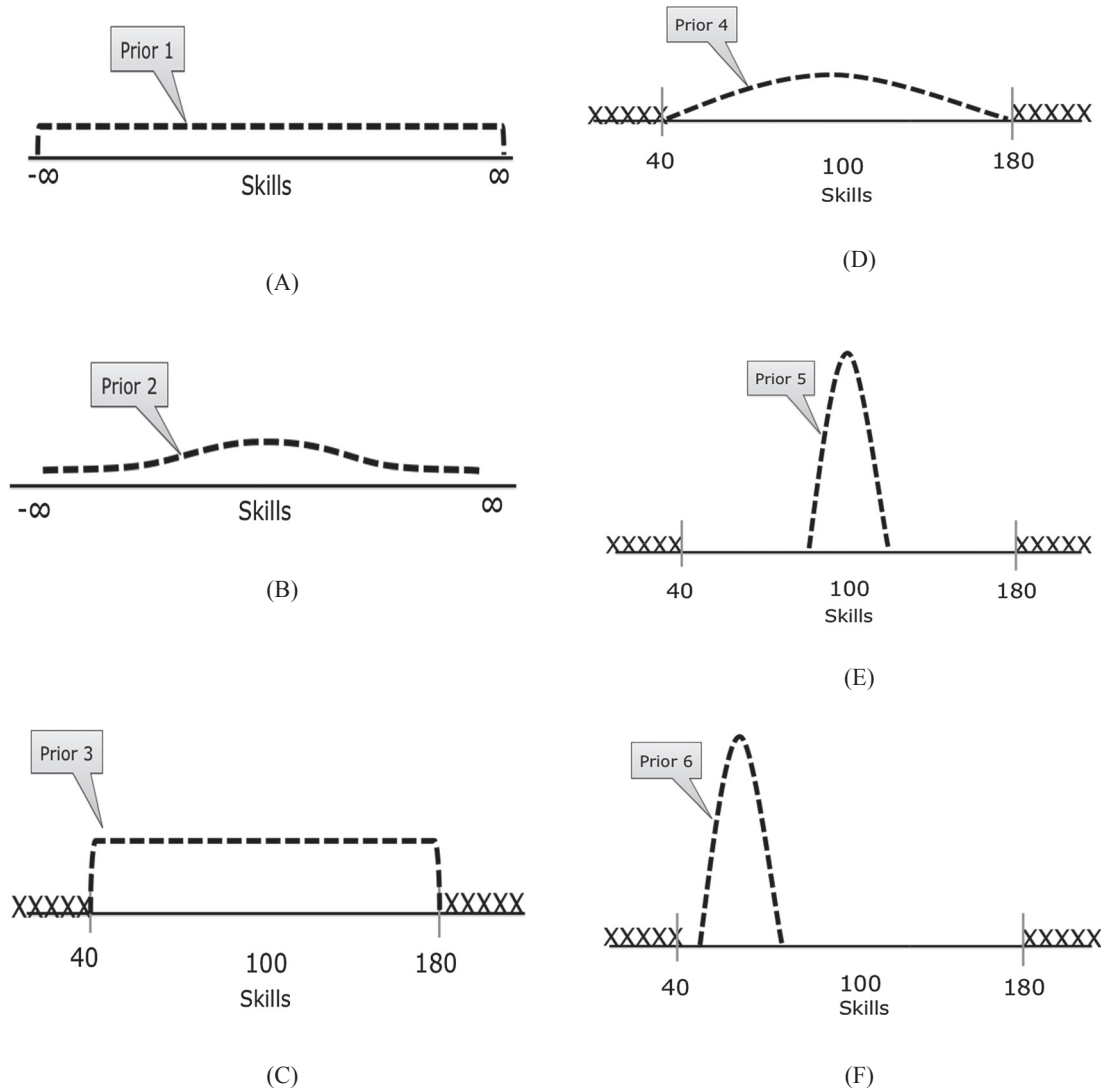 Prior 1
-∞ Skills ∞
(A)
Prior 2
-∞ Skills ∞
(B)
Prior 3
XXXXX XXXXX
40 100 180
Skills
(C)
Prior 4
XXXXX XXXXX
40 100 180
Skills
(D)
Prior 5
XXXXX XXXXX
40 100 180
Skills
(E)
Prior 6
XXXXX XXXXX
40 100 180
Skills
(F)